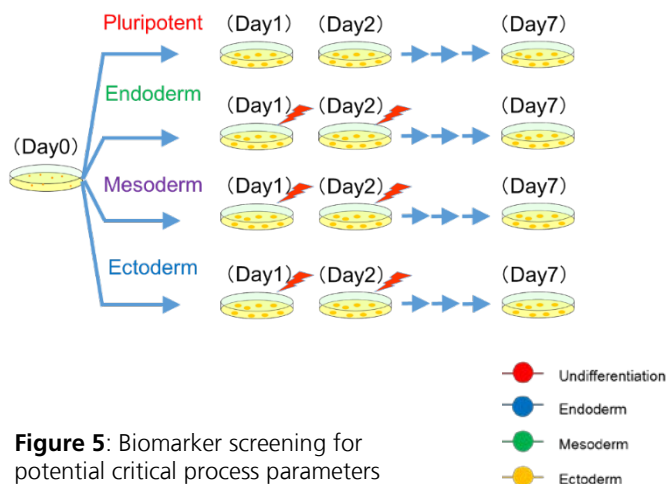 Pluripotent
(Day1) (Day2) (Day7)
Endoderm
(Day1) (Day2) (Day7)
(Day0)
Mesoderm
(Day1) (Day2) (Day7)
Ectoderm
(Day1) (Day2) (Day7)
Undifferentiation
Endoderm
Mesoderm
Ectoderm
Figure 5: Biomarker screening for
potential critical process parameters